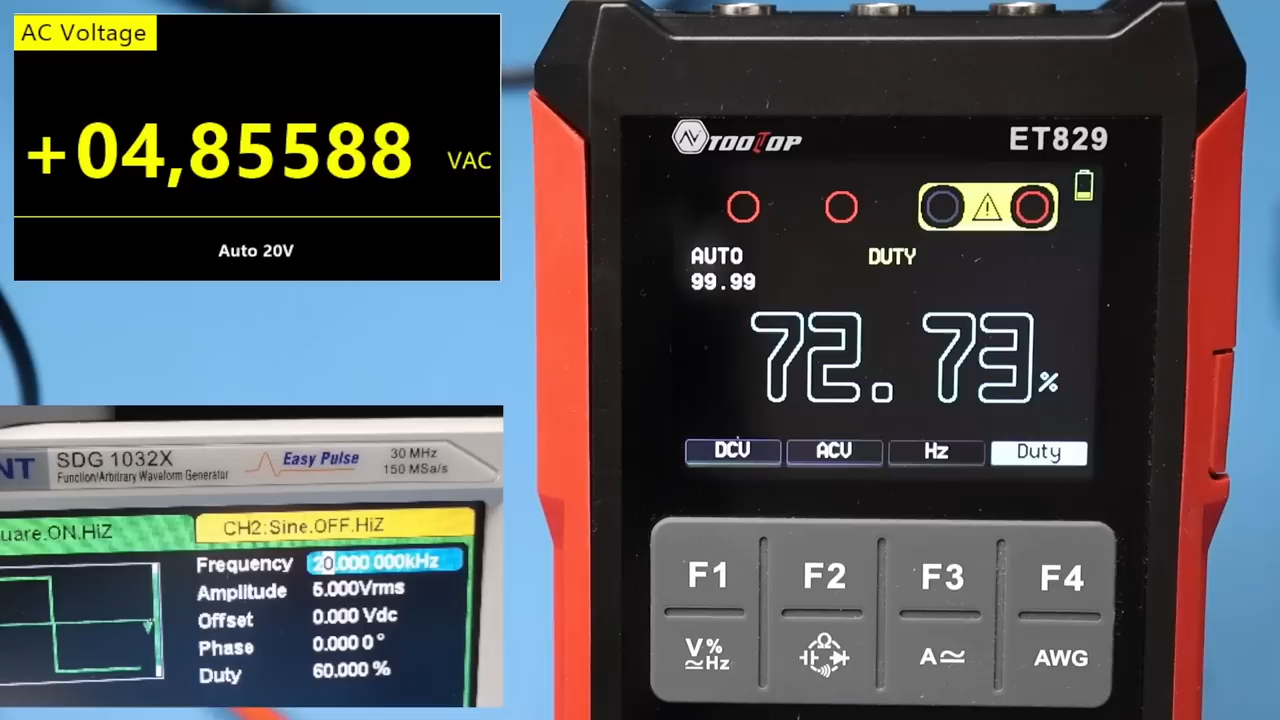 AC Voltage
+04,85588 VAC
Auto 20V
NT SDG 1032X
Function/Arbitrary Waveform Generator
Easy Pulse
30 MHz
150 MSa/s
uare.ON.HiZ
CH2:Sine.OFF.HiZ
Frequency 20.000 000kHz
Amplitude 5.000Vrms
Offset 0.000 Vdc
Phase 0.000 0°
Duty 60.000 %
TOOLTOP
ET829
AUTO DUTY
99.99
72.73%
DCV ACV Hz Duty
F1 F2 F3 F4
V≃%Hz Ω A≃ AWG